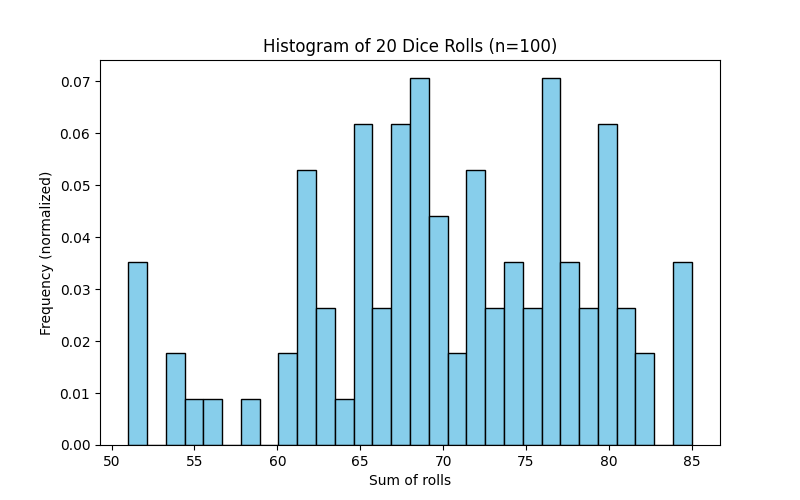 Histogram of 20 Dice Rolls (n=100)
Frequency (normalized)
0.07
0.06
0.05
0.04
0.03
0.02
0.01
0.00
50 55 60 65 70 75 80 85
Sum of rolls